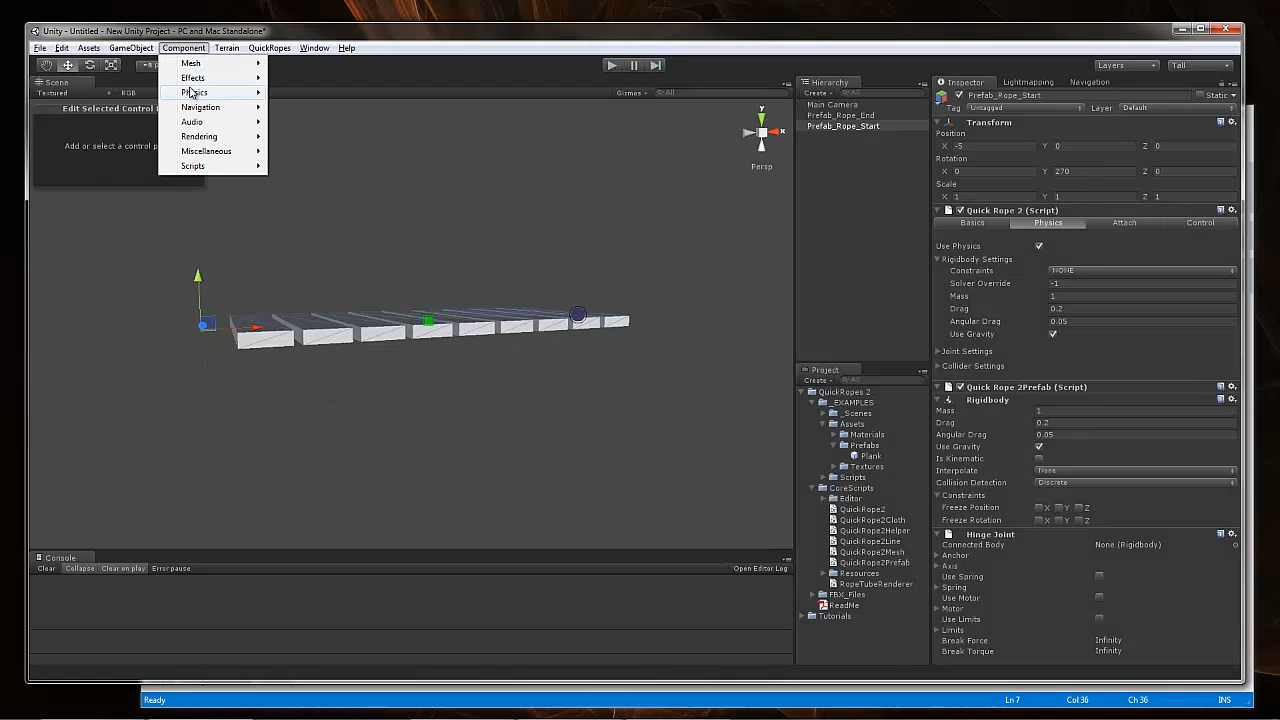 Unity - Untitled - New Unity Project - PC and Mac Standalone*
File Edit Assets GameObject Component Terrain QuickRopes Window Help
Mesh
Effects
Physics
Navigation
Audio
Rendering
Miscellaneous
Scripts
Layers Tall
Scene
Textured RGB Gizmos All
Edit Selected Control
Add or select a control p
y
x
Persp
Hierarchy
Create All
Main Camera
Prefab_Rope_End
Prefab_Rope_Start
Project
Create All
QuickRopes 2
_EXAMPLES
_Scenes
Assets
Materials
Prefabs
Plank
Textures
Scripts
CoreScripts
Editor
QuickRope2
QuickRope2Cloth
QuickRope2Helper
QuickRope2Line
QuickRope2Mesh
QuickRope2Prefab
Resources
RopeTubeRenderer
FBX_Files
ReadMe
Tutorials
Inspector Lightmapping Navigation
Prefab_Rope_Start Static
Tag Untagged Layer Default
Transform
Position
X -5 Y 0 Z 0
Rotation
X 0 Y 270 Z 0
Scale
X 1 Y 1 Z 1
Quick Rope 2 (Script)
Basics Physics Attach Control
Use Physics
Rigidbody Settings
Constraints NONE
Solver Override -1
Mass 1
Drag 0.2
Angular Drag 0.05
Use Gravity
Joint Settings
Collider Settings
Quick Rope 2Prefab (Script)
Rigidbody
Mass 1
Drag 0.2
Angular Drag 0.05
Use Gravity
Is Kinematic
Interpolate None
Collision Detection Discrete
Constraints
Freeze Position X Y Z
Freeze Rotation X Y Z
Hinge Joint
Connected Body None (Rigidbody)
Anchor
Axis
Use Spring
Spring
Use Motor
Motor
Use Limits
Limits
Break Force Infinity
Break Torque Infinity
Console
Clear Collapse Clear on play Error pause Open Editor Log
Ready Ln 7 Col 36 Ch 36 INS